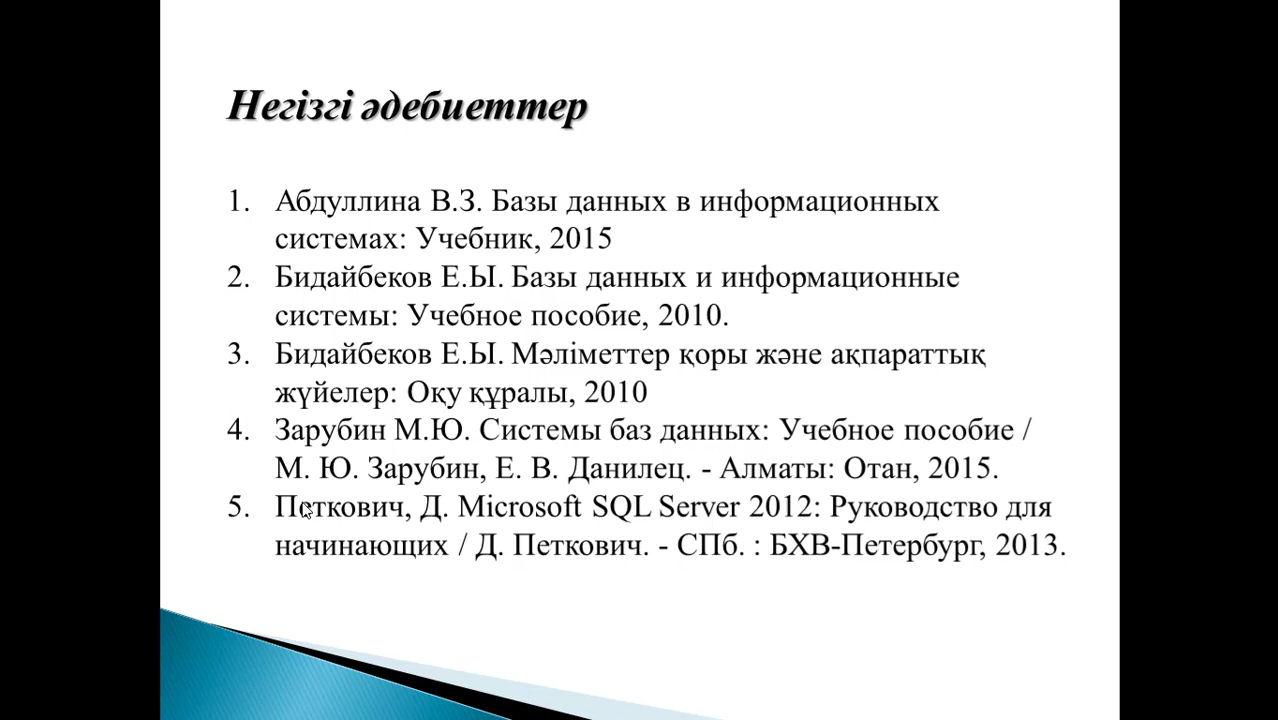 Негізгі әдебиеттер
1. Абдуллина В.З. Базы данных в информационных
системах: Учебник, 2015
2. Бидайбеков Е.Ы. Базы данных и информационные
системы: Учебное пособие, 2010.
3. Бидайбеков Е.Ы. Мәліметтер қоры және ақпараттық
жүйелер: Оқу құралы, 2010
4. Зарубин М.Ю. Системы баз данных: Учебное пособие /
М. Ю. Зарубин, Е. В. Данилец. - Алматы: Отан, 2015.
5. Петкович, Д. Microsoft SQL Server 2012: Руководство для
начинающих / Д. Петкович. - СПб. : БХВ-Петербург, 2013.